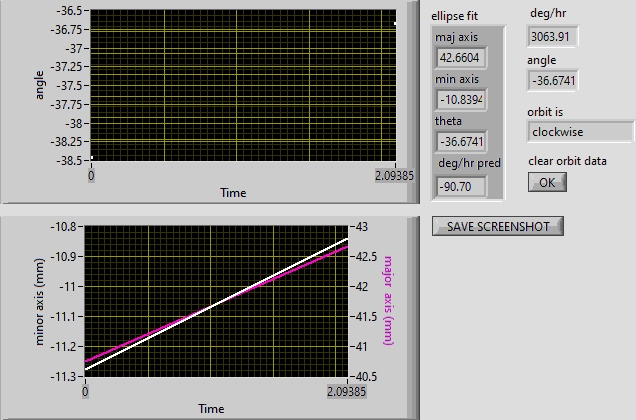 -36.5
-36.75
-37
-37.25
-37.5
-37.75
-38
-38.25
-38.5
angle
0
2.09385
Time
ellipse fit
maj axis
42.6604
min axis
-10.8394
theta
-36.6741
deg/hr pred
-90.70
deg/hr
3063.91
angle
-36.6741
orbit is
clockwise
clear orbit data
OK
SAVE SCREENSHOT
-10.8
-10.9
-11
-11.1
-11.2
-11.3
minor axis (mm)
43
42.5
42
41.5
41
40.5
major axis (mm)
0
2.09385
Time